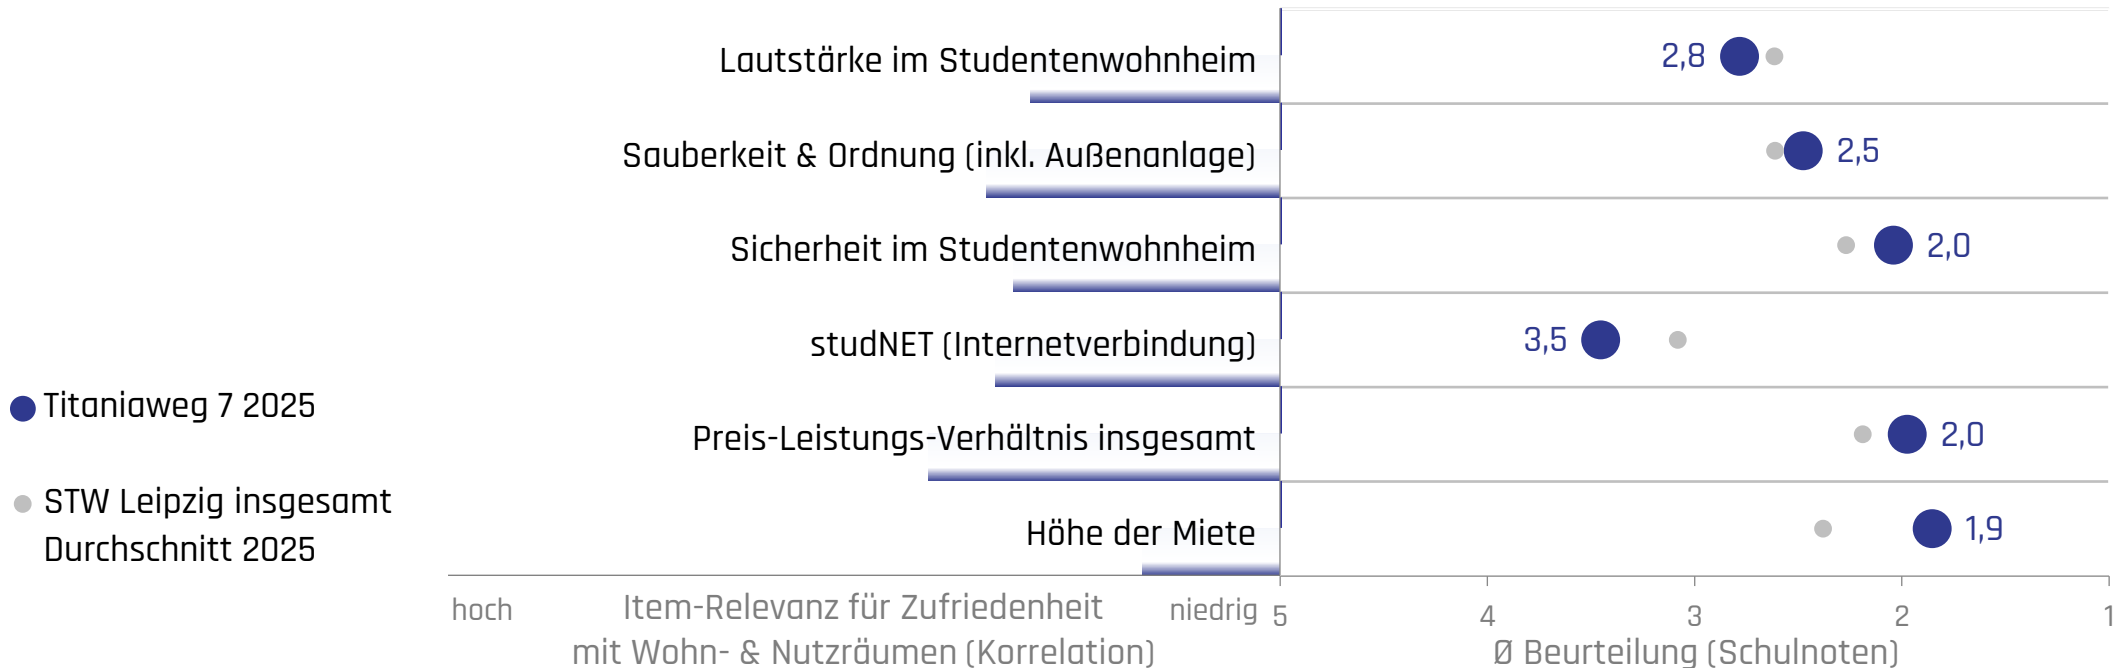 Lautstärke im Studentenwohnheim 2,8
Sauberkeit & Ordnung (inkl. Außenanlage) 2,5
Sicherheit im Studentenwohnheim 2,0
studNET (Internetverbindung) 3,5
Titaniaweg 7 2025
Preis-Leistungs-Verhältnis insgesamt 2,0
STW Leipzig insgesamt
Durchschnitt 2025
Höhe der Miete 1,9
hoch Item-Relevanz für Zufriedenheit niedrig 5 4 3 2 1
mit Wohn- & Nutzräumen (Korrelation) Ø Beurteilung (Schulnoten)